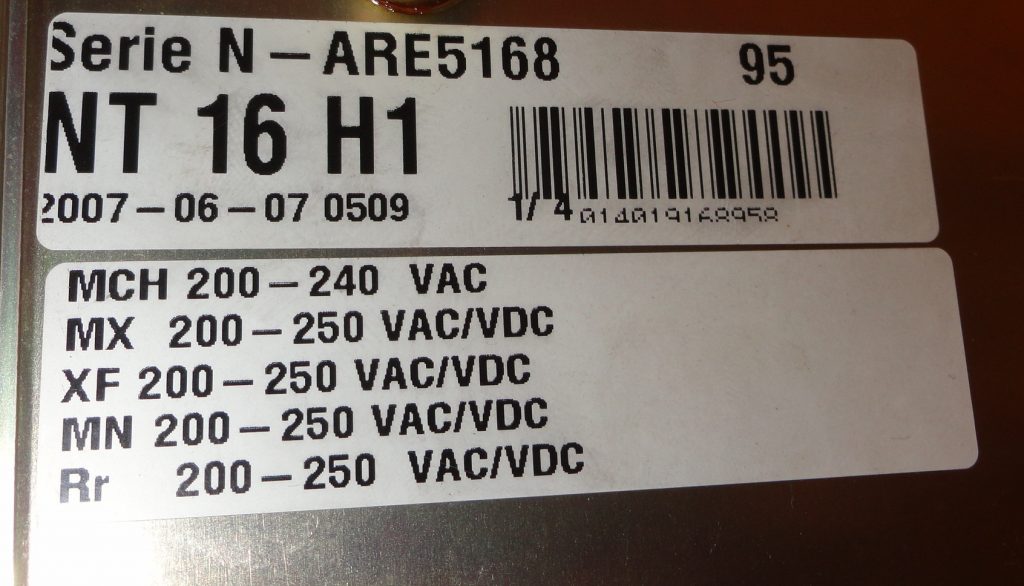 Serie N-ARE5168 95
NT 16 H1
2007-06-07 0509 1/4 014019168958
MCH 200-240 VAC
MX 200-250 VAC/VDC
XF 200-250 VAC/VDC
MN 200-250 VAC/VDC
Rr 200-250 VAC/VDC